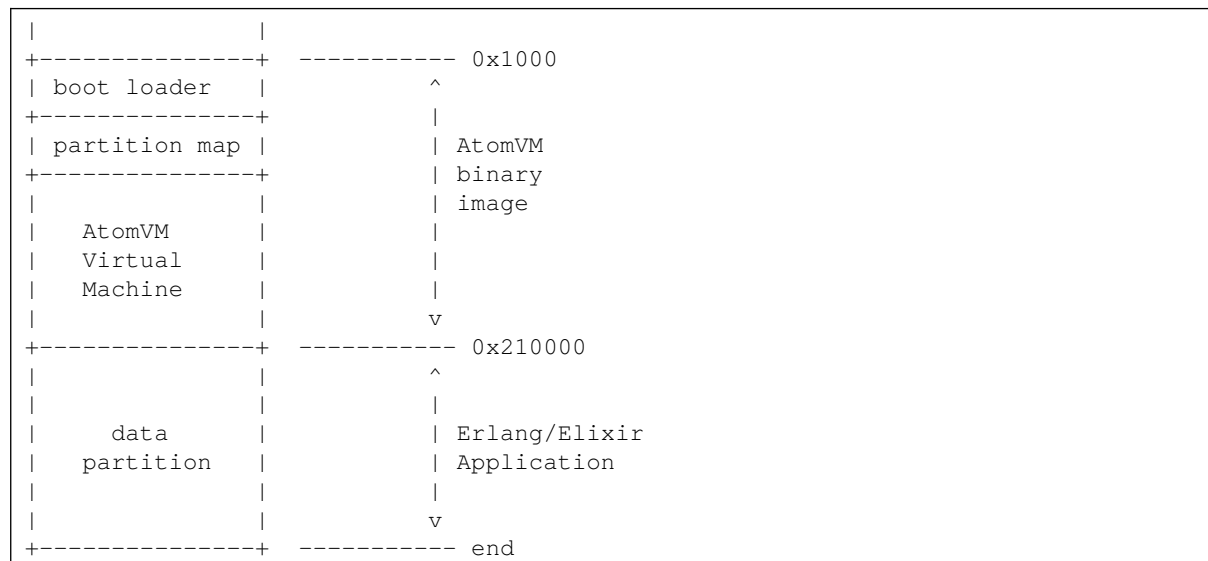 |               |
+---------------+  ----------- 0x1000
| boot loader   |           ^
+---------------+           |
| partition map |           | AtomVM
+---------------+           | binary
|               |           | image
|   AtomVM      |           |
|   Virtual     |           |
|   Machine     |           |
|               |           v
+---------------+  ----------- 0x210000
|               |           ^
|               |           |
|     data      |           | Erlang/Elixir
|   partition   |           | Application
|               |           |
|               |           v
+---------------+  ----------- end